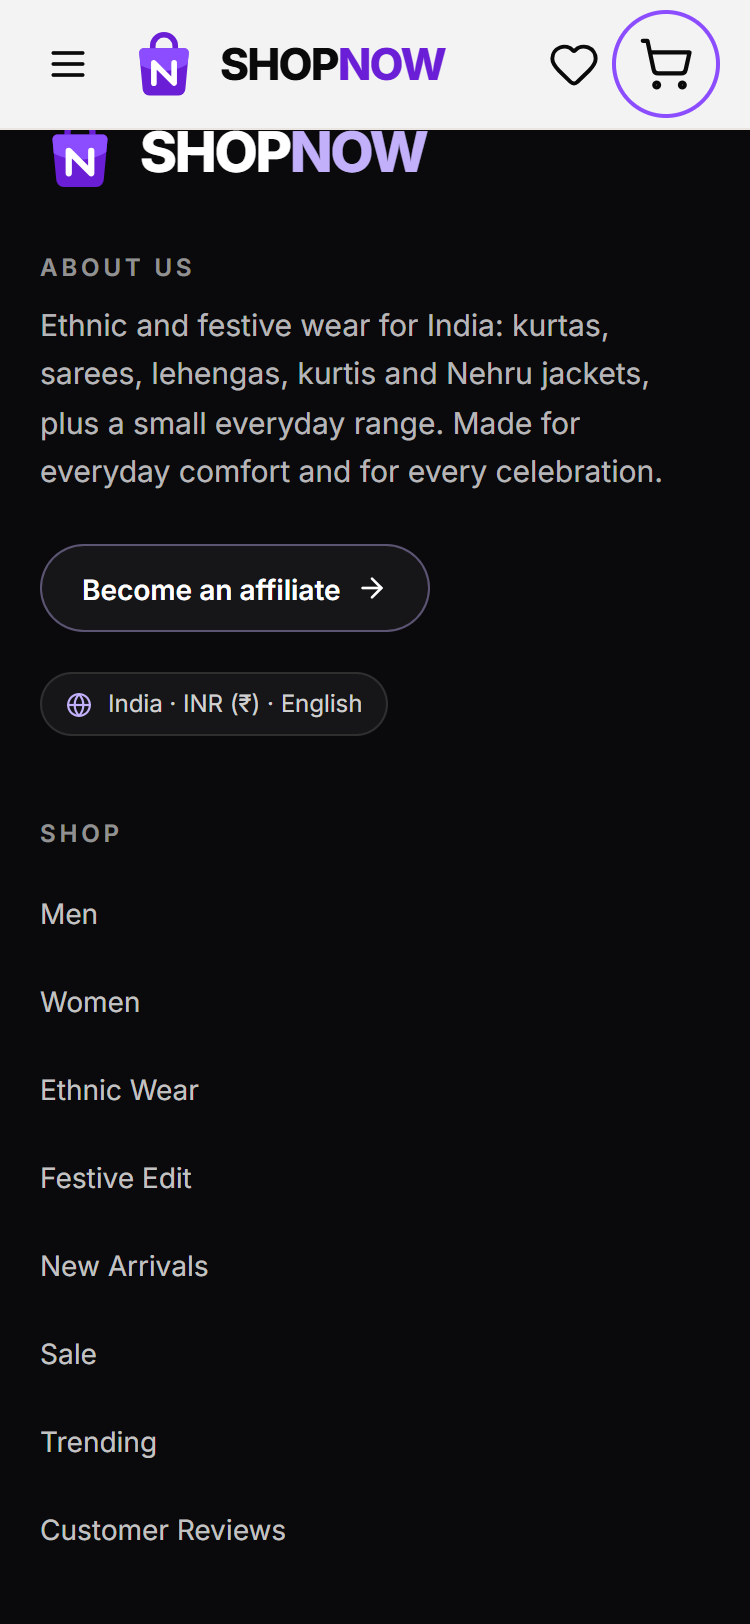 N SHOPNOW
N SHOPNOW
ABOUT US
Ethnic and festive wear for India: kurtas,
sarees, lehengas, kurtis and Nehru jackets,
plus a small everyday range. Made for
everyday comfort and for every celebration.
Become an affiliate →
India · INR (₹) · English
SHOP
Men
Women
Ethnic Wear
Festive Edit
New Arrivals
Sale
Trending
Customer Reviews